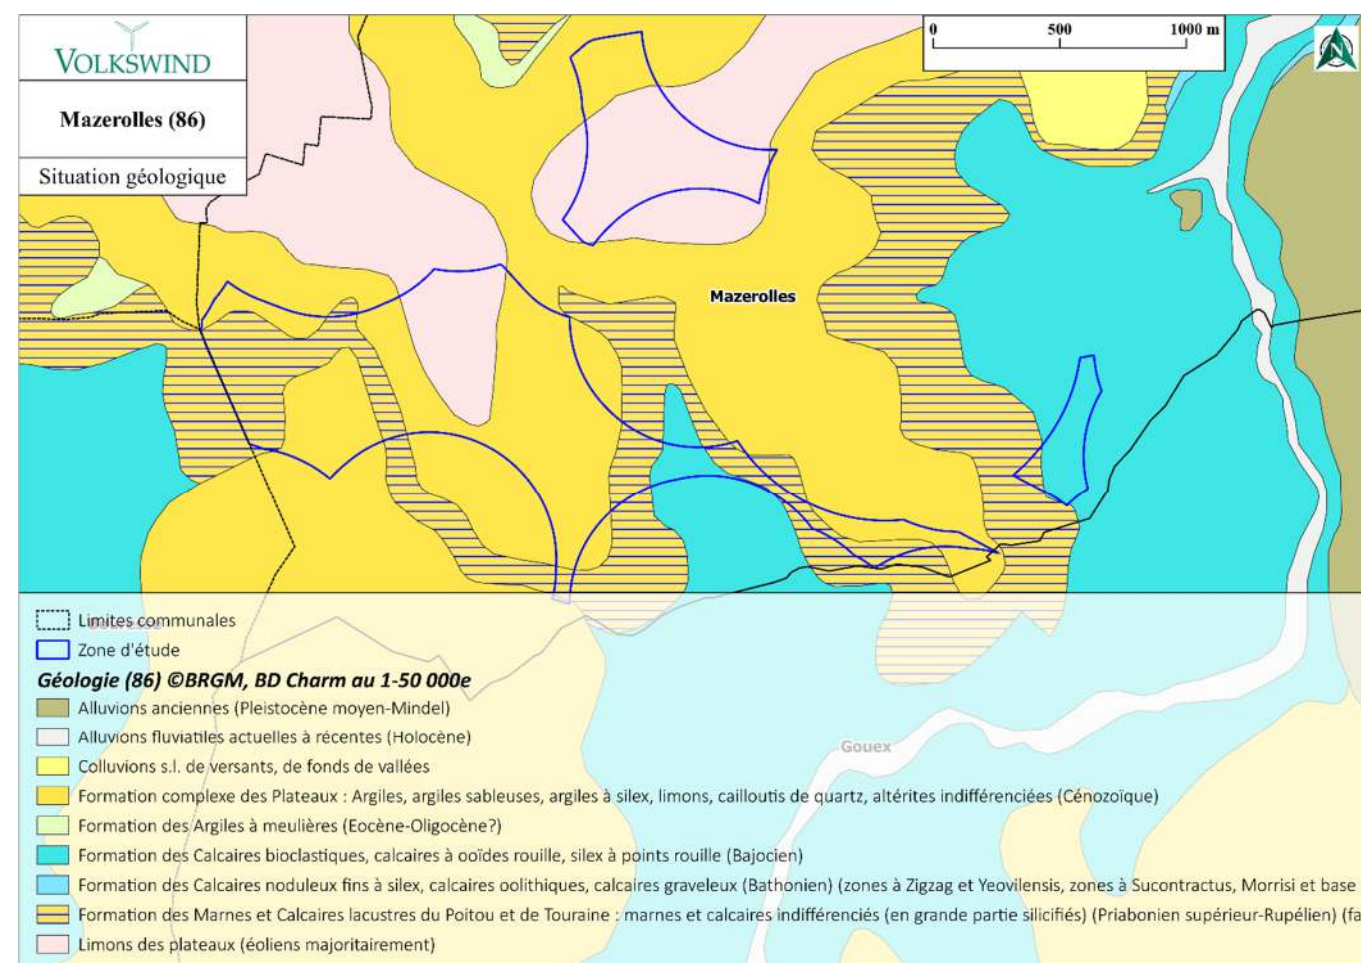 VOLKSWIND
Mazerolles (86)
Situation géologique
0 500 1000 m
N
Mazerolles
Limites communales
Zone d'étude
Géologie (86) ©BRGM, BD Charm au 1-50 000e
Alluvions anciennes (Pleistocène moyen-Mindel)
Alluvions fluviatiles actuelles à récentes (Holocène)
Gouex
Colluvions s.l. de versants, de fonds de vallées
Formation complexe des Plateaux : Argiles, argiles sableuses, argiles à silex, limons, cailloutis de quartz, altérites indifférenciées (Cénozoïque)
Formation des Argiles à meulières (Eocène-Oligocène?)
Formation des Calcaires bioclastiques, calcaires à ooïdes rouille, silex à points rouille (Bajocien)
Formation des Calcaires noduleux fins à silex, calcaires oolithiques, calcaires graveleux (Bathonien) (zones à Zigzag et Yeovilensis, zones à Sucontractus, Morrisi et base
Formation des Marnes et Calcaires lacustres du Poitou et de Touraine : marnes et calcaires indifférenciés (en grande partie silicifiés) (Priabonien supérieur-Rupélien) (fa
Limons des plateaux (éoliens majoritairement)